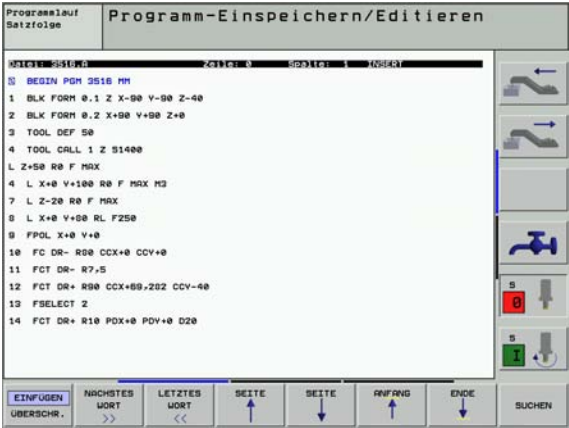 Programmlauf
Satzfolge
Programm-Einspeichern/Editieren
Datei: 3516.A Zeile: 0 Spalte: 1 INSERT
0 BEGIN PGM 3516 MM
1 BLK FORM 0.1 Z X-90 Y-90 Z-40
2 BLK FORM 0.2 X+90 Y+90 Z+0
3 TOOL DEF 50
4 TOOL CALL 1 Z S1400
L Z+50 R0 F MAX
4 L X+0 Y+100 R0 F MAX M3
7 L Z-20 R0 F MAX
8 L X+0 Y+80 RL F250
9 FPOL X+0 Y+0
10 FC DR- R80 CCX+0 CCY+0
11 FCT DR- R7,5
12 FCT DR+ R90 CCX+69,282 CCY-40
13 FSELECT 2
14 FCT DR+ R10 PDX+0 PDY+0 D20
S
0
S
I
EINFÜGEN
ÜBERSCHR.
NÄCHSTES
WORT
>>
LETZTES
WORT
<<
SEITE
SEITE
ANFANG
ENDE
SUCHEN